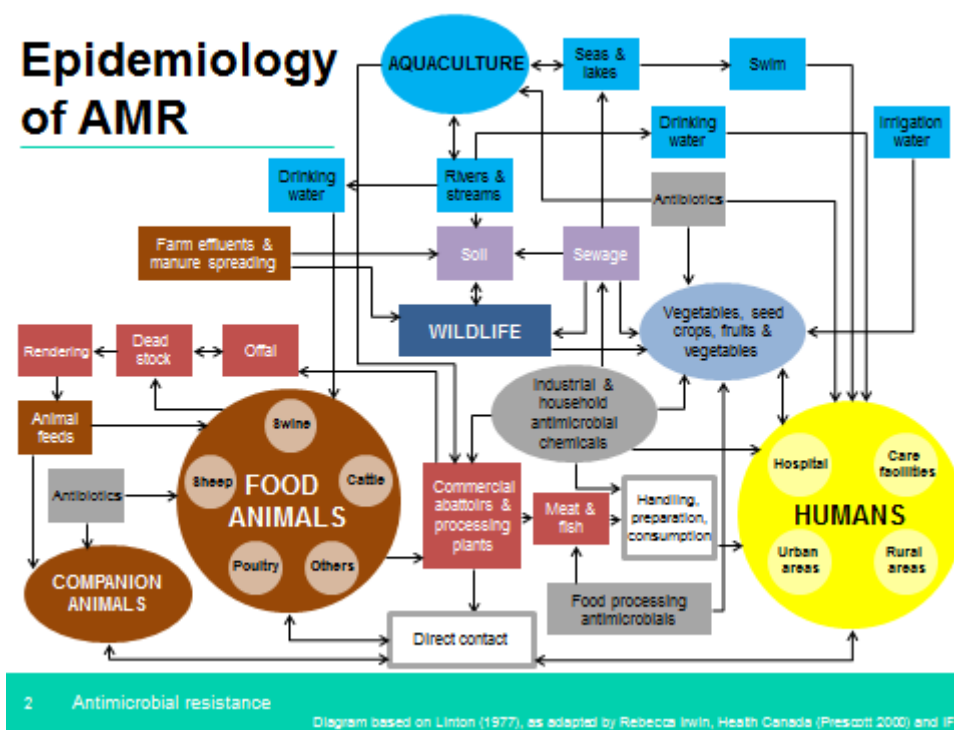 Epidemiology
of AMR
AQUACULTURE
Seas &
lakes
Swim
Drinking
water
Rivers &
streams
Drinking
water
Irrigation
water
Antibiotics
Farm effluents &
manure spreading
Soil
Sewage
WILDLIFE
Vegetables, seed
crops, fruits &
vegetables
Rendering
Dead
stock
Offal
Industrial &
household
antimicrobial
chemicals
Animal
feeds
Antibiotics
COMPANION
ANIMALS
Swine
Sheep
FOOD
ANIMALS
Cattle
Poultry
Others
Commercial
abattoirs &
processing
plants
Meat &
fish
Handling,
preparation,
consumption
Food processing
antimicrobials
Direct contact
Hospital
Care
facilities
HUMANS
Urban
areas
Rural
areas
2 Antimicrobial resistance
Diagram based on Linton (1977), as adapted by Rebecca Irwin, Health Canada (Prescott 2000) and IF